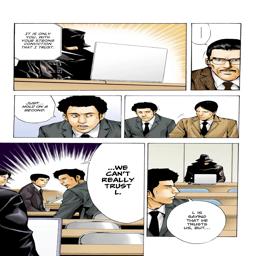 IT IS ONLY
YOU, WITH
YOUR STRONG
CONVICTION
THAT I TRUST.
!
JUST...
HOLD ON A
SECOND.
...WE
CAN'T
REALLY
TRUST
L.
L IS
SAYING THAT
HE TRUSTS
US, BUT...